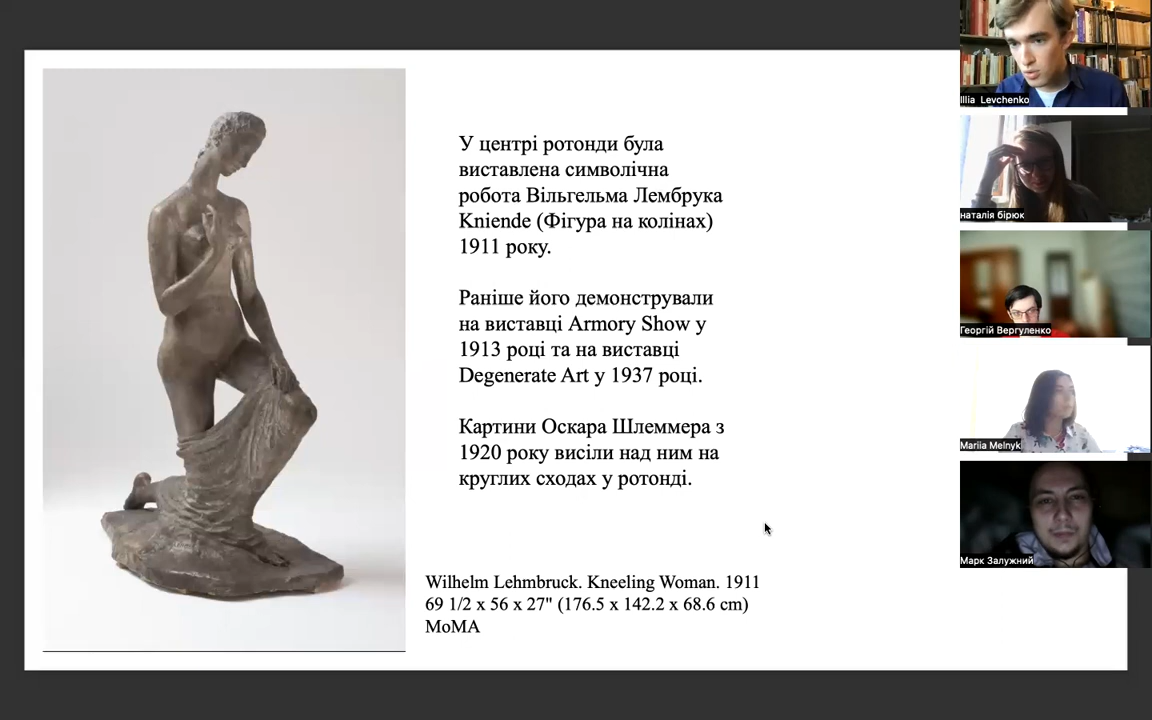 У центрі ротонди була
виставлена символічна
робота Вільгельма Лембрука
Kniende (Фігура на колінах)
1911 року.
Раніше його демонстрували
на виставці Armory Show у
1913 році та на виставці
Degenerate Art у 1937 році.
Картини Оскара Шлеммера з
1920 року висіли над ним на
круглих сходах у ротонді.
Wilhelm Lehmbruck. Kneeling Woman. 1911
69 1/2 x 56 x 27" (176.5 x 142.2 x 68.6 cm)
MoMA
Illia Levchenko
наталія бірюк
Георгій Вергуленко
Mariia Melnyk
Марк Залужний